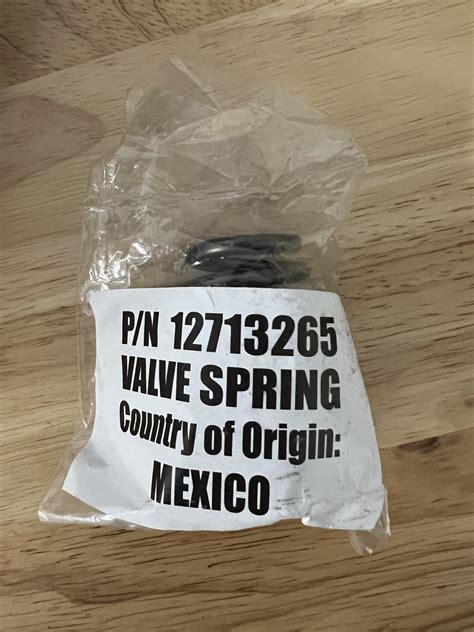 P/N 12713265
VALVE SPRING
Country of Origin:
MEXICO